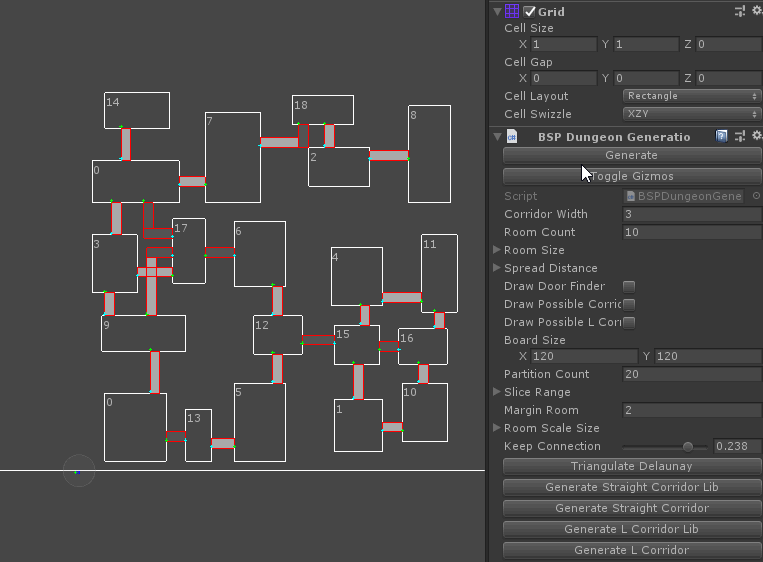 14
7
18
8
2
0
17
6
3
11
4
9
12
15
16
0
13
5
1
10
Grid
Cell Size
X 1 Y 1 Z 0
Cell Gap
X 0 Y 0 Z 0
Cell Layout Rectangle
Cell Swizzle XZY
BSP Dungeon Generatio
Generate
Toggle Gizmos
Script BSPDungeonGene
Corridor Width 3
Room Count 10
Room Size
Spread Distance
Draw Door Finder
Draw Possible Corric
Draw Possible L Corr
Board Size
X 120 Y 120
Partition Count 20
Slice Range
Margin Room 2
Room Scale Size
Keep Connection 0.238
Triangulate Delaunay
Generate Straight Corridor Lib
Generate Straight Corridor
Generate L Corridor Lib
Generate L Corridor